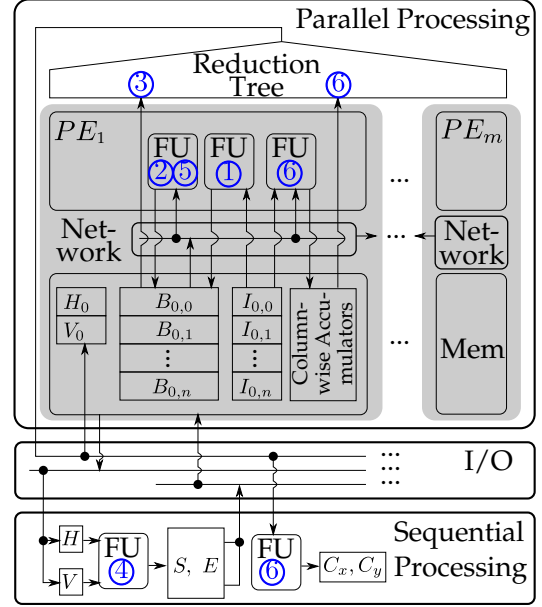 Parallel Processing
Reduction
Tree
3
6
PE₁
FU
2 5
FU
1
FU
6
...
PEₘ
Net-
work
...
Net-
work
H₀
V₀
B₀,₀
B₀,₁
⋮
B₀,ₙ
I₀,₀
I₀,₁
⋮
I₀,ₙ
Column-
wise Accu-
mulators
...
Mem
I/O
Sequential
Processing
H
V
FU
4
S, E
FU
6
Cₓ, C_y